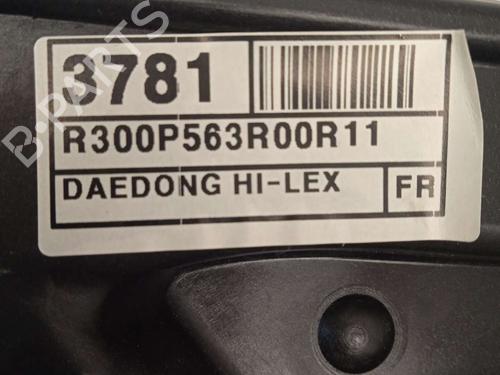 3781
R300P563R00R11
DAEDONG HI-LEX
FR
B-PARTS